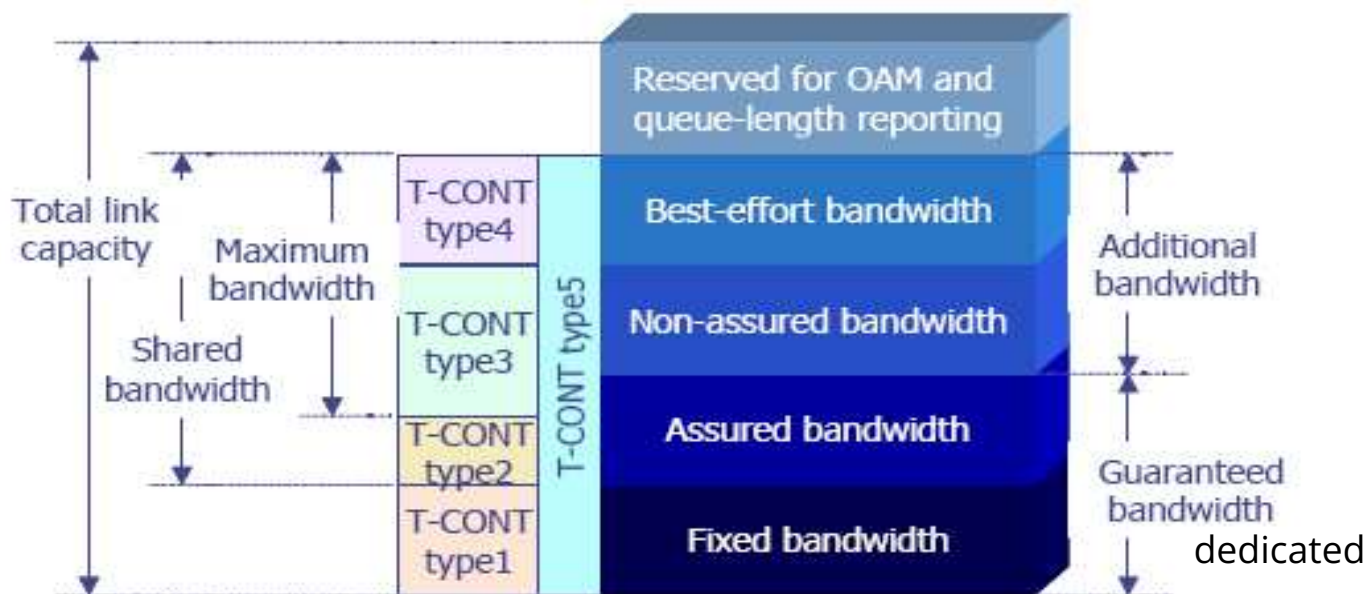 Reserved for OAM and
queue-length reporting
Total link
capacity
Maximum
bandwidth
Shared
bandwidth
T-CONT
type4
T-CONT
type3
T-CONT
type2
T-CONT
type1
T-CONT type5
Best-effort bandwidth
Non-assured bandwidth
Assured bandwidth
Fixed bandwidth
Additional
bandwidth
Guaranteed
bandwidth
dedicated